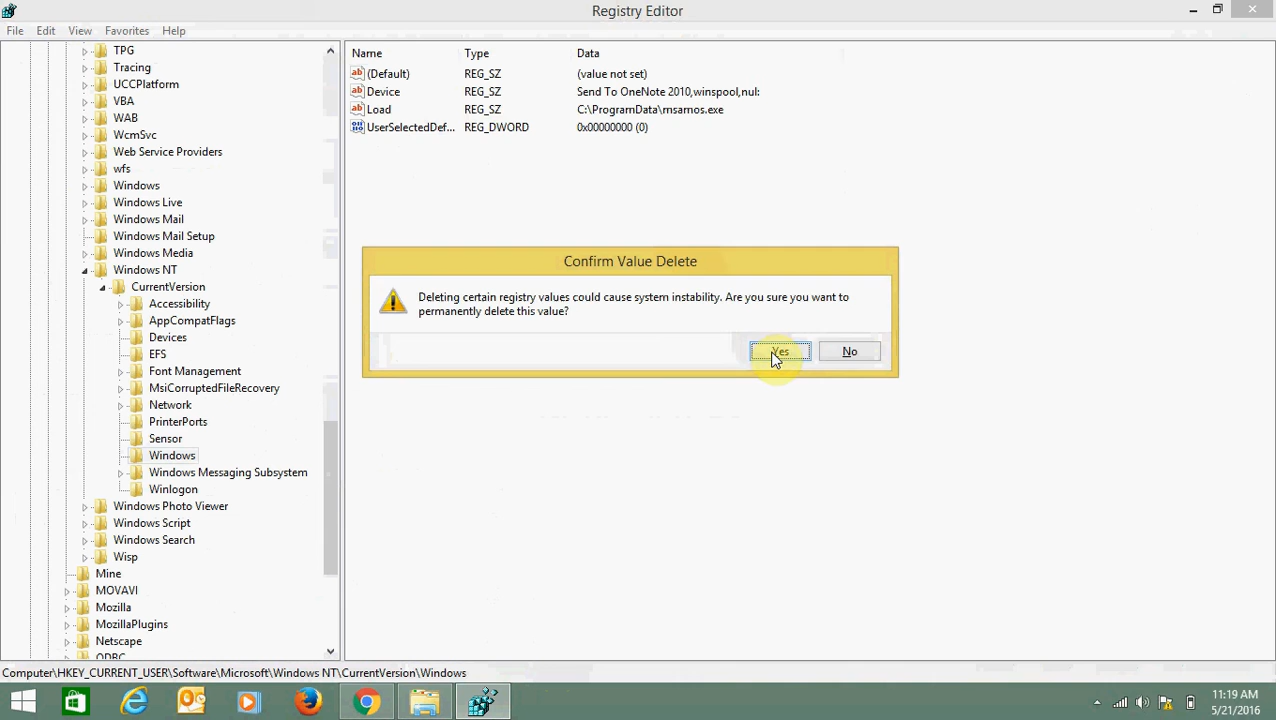 Registry Editor
File Edit View Favorites Help
TPG
Tracing
UCCPlatform
VBA
WAB
WcmSvc
Web Service Providers
wfs
Windows
Windows Live
Windows Mail
Windows Mail Setup
Windows Media
Windows NT
CurrentVersion
Accessibility
AppCompatFlags
Devices
EFS
Font Management
MsiCorruptedFileRecovery
Network
PrinterPorts
Sensor
Windows
Windows Messaging Subsystem
Winlogon
Windows Photo Viewer
Windows Script
Windows Search
Wisp
Mine
MOVAVI
Mozilla
MozillaPlugins
Netscape
ODBC
Name Type Data
(Default) REG_SZ (value not set)
Device REG_SZ Send To OneNote 2010,winspool,nul:
Load REG_SZ C:\ProgramData\msamos.exe
UserSelectedDef... REG_DWORD 0x00000000 (0)
Confirm Value Delete
Deleting certain registry values could cause system instability. Are you sure you want to
permanently delete this value?
Yes No
Computer\HKEY_CURRENT_USER\Software\Microsoft\Windows NT\CurrentVersion\Windows
11:19 AM
5/21/2016